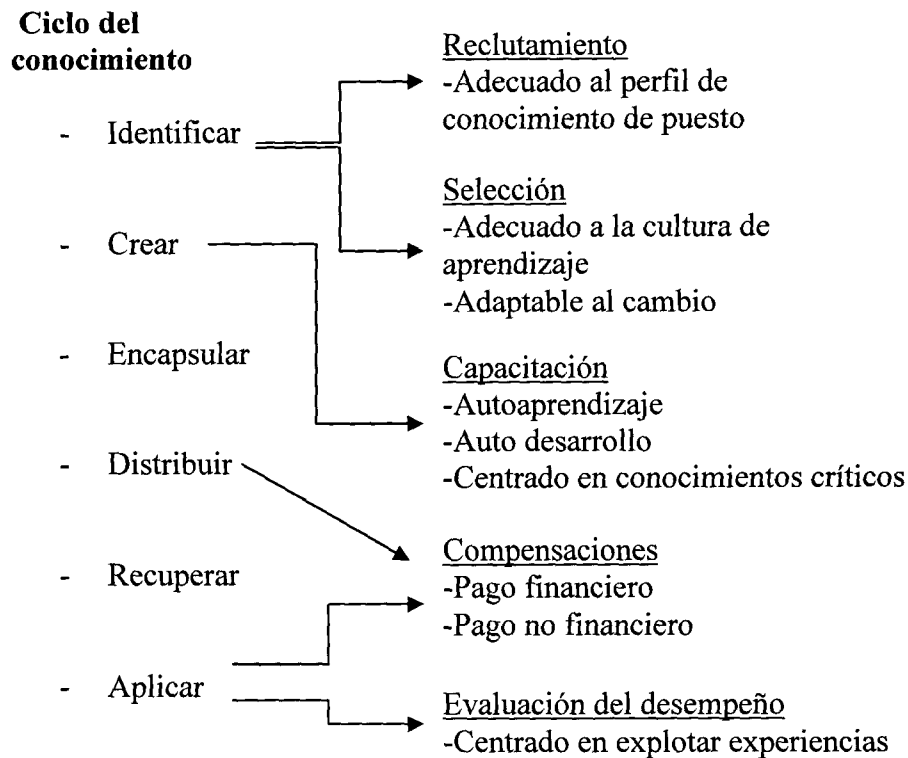 Ciclo del
conocimiento
- Identificar
- Crear
- Encapsular
- Distribuir
- Recuperar
- Aplicar
Reclutamiento
-Adecuado al perfil de
conocimiento de puesto
Selección
-Adecuado a la cultura de
aprendizaje
-Adaptable al cambio
Capacitación
-Autoaprendizaje
-Auto desarrollo
-Centrado en conocimientos críticos
Compensaciones
-Pago financiero
-Pago no financiero
Evaluación del desempeño
-Centrado en explotar experiencias